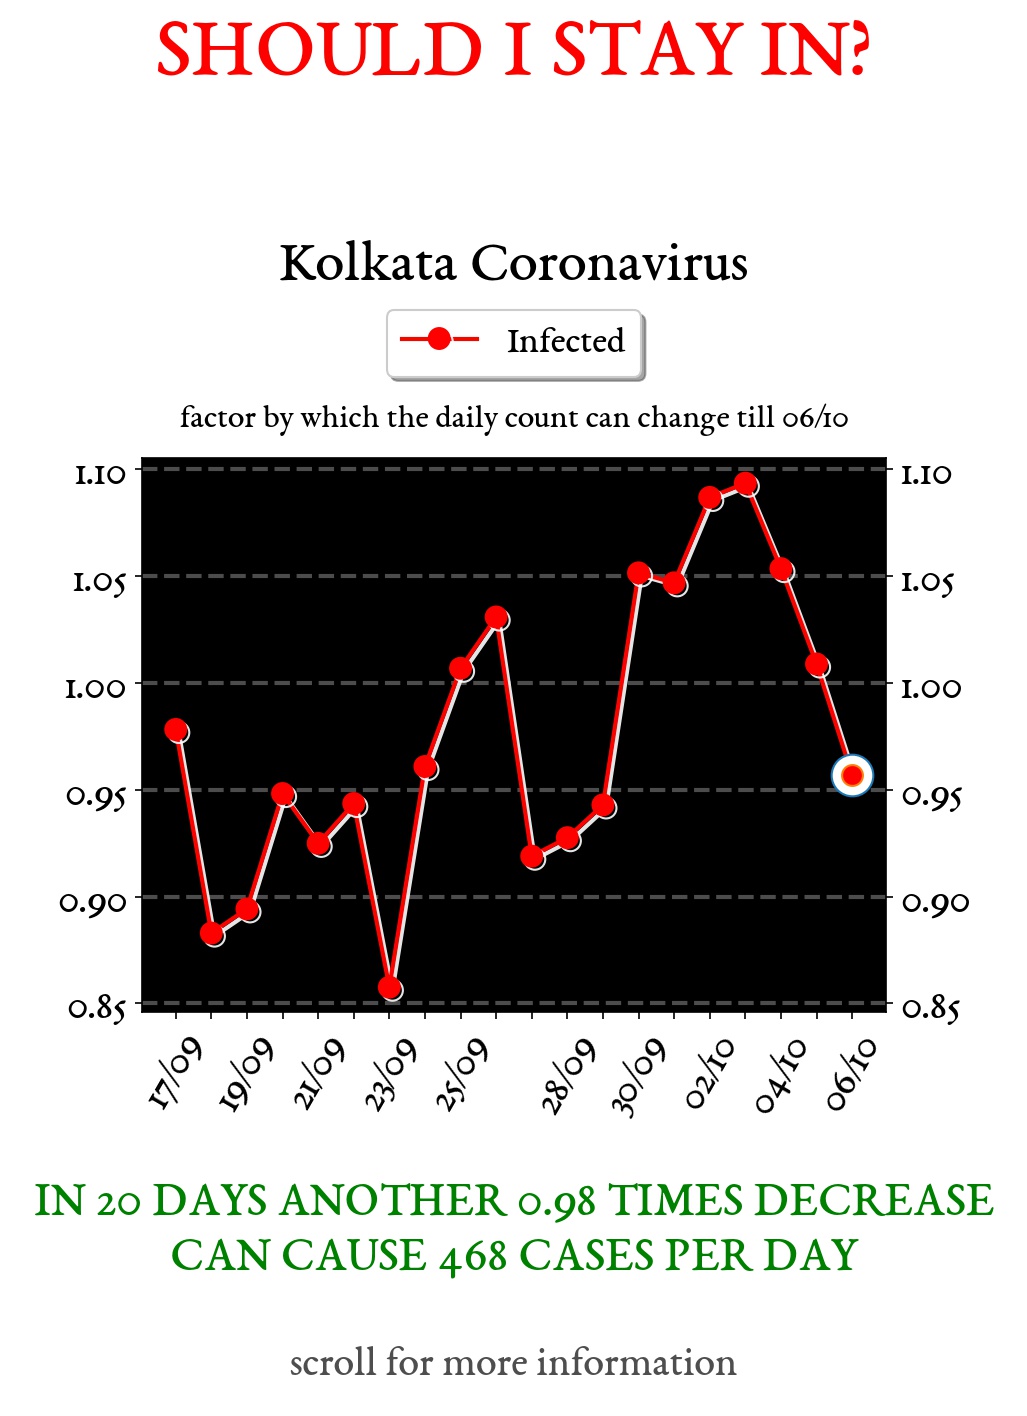 SHOULD I STAY IN?
Kolkata Coronavirus
Infected
factor by which the daily count can change till 06/10
1.10 1.10
1.05 1.05
1.00 1.00
0.95 0.95
0.90 0.90
0.85 0.85
17/09 19/09 21/09 23/09 25/09 28/09 30/09 02/10 04/10 06/10
IN 20 DAYS ANOTHER 0.98 TIMES DECREASE
CAN CAUSE 468 CASES PER DAY
scroll for more information